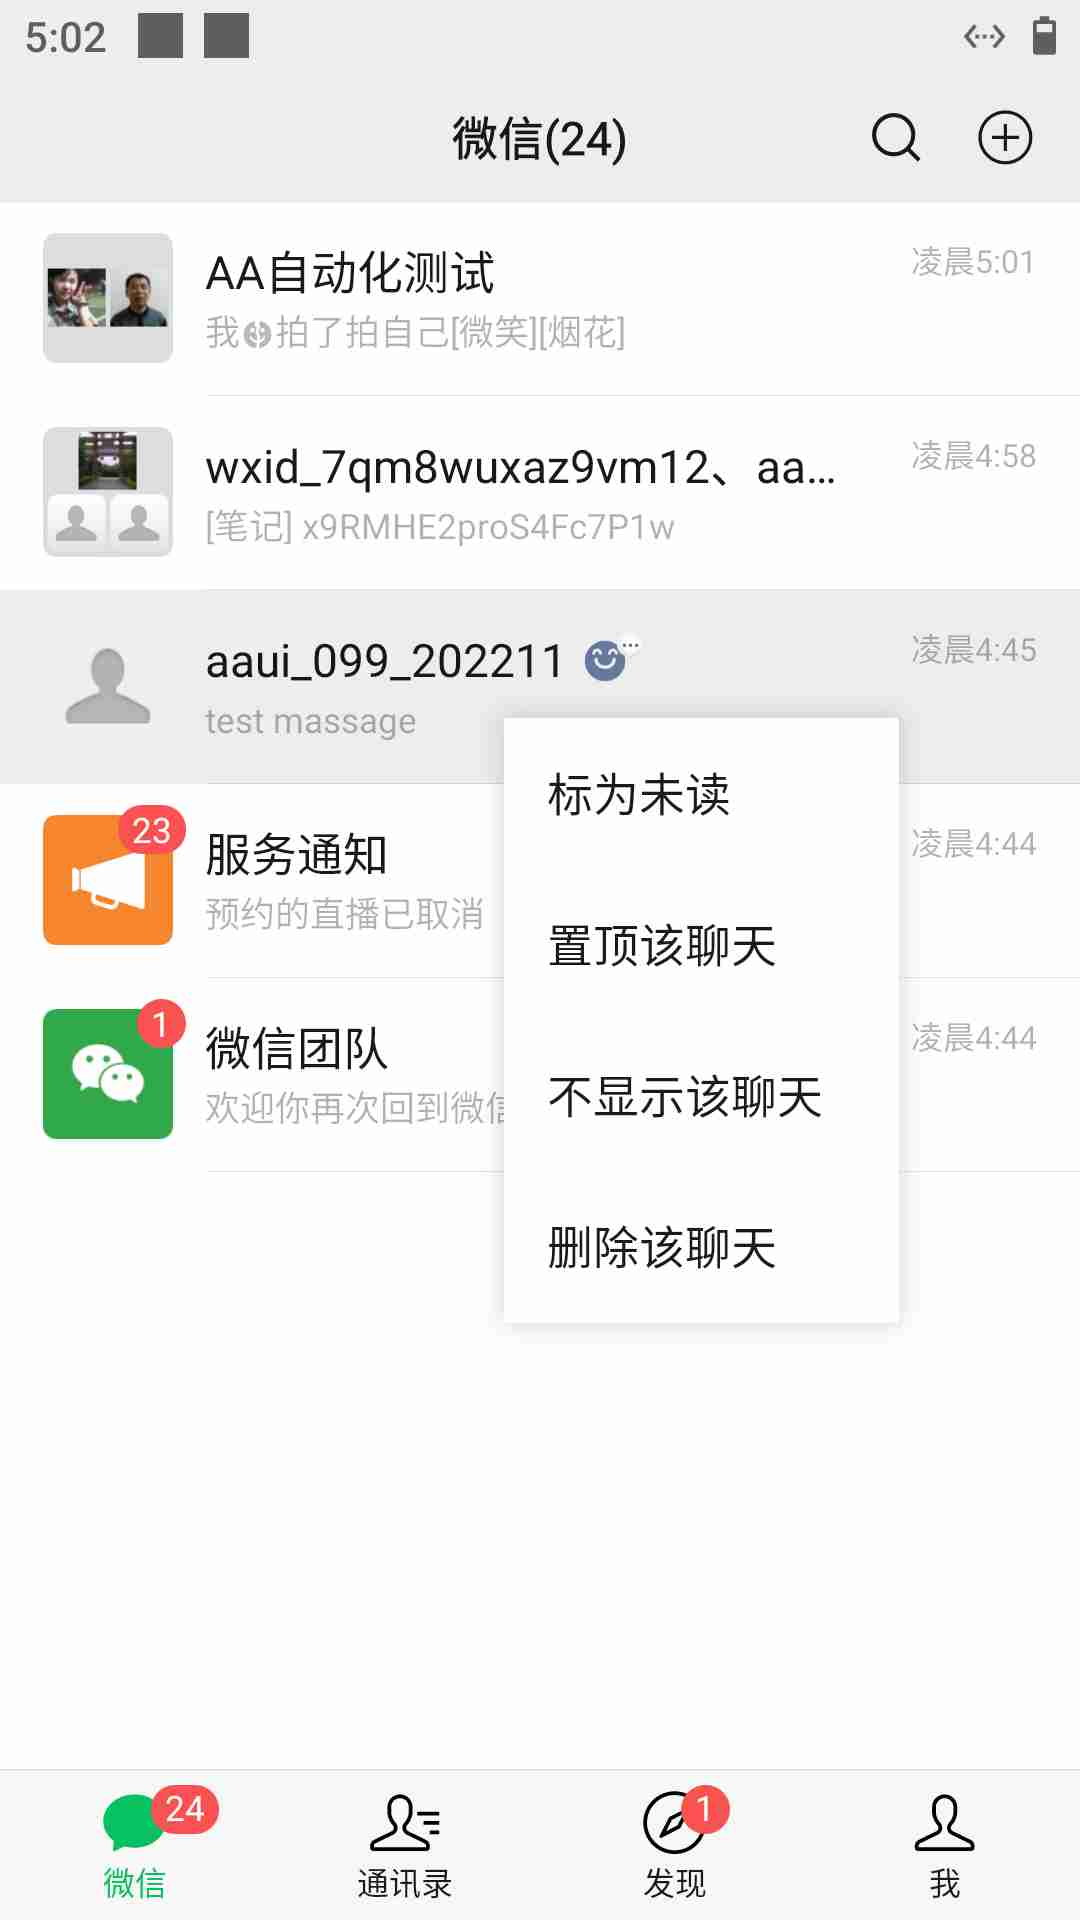 5:02
微信(24)
AA自动化测试
凌晨5:01
我拍了拍自己[微笑][烟花]
wxid_7qm8wuxaz9vm12、aa...
凌晨4:58
[笔记] x9RMHE2proS4Fc7P1w
aaui_099_202211
凌晨4:45
test massage
标为未读
23
服务通知
凌晨4:44
预约的直播已取消
置顶该聊天
1
微信团队
凌晨4:44
不显示该聊天
欢迎你再次回到微信
删除该聊天
24
1
微信
通讯录
发现
我